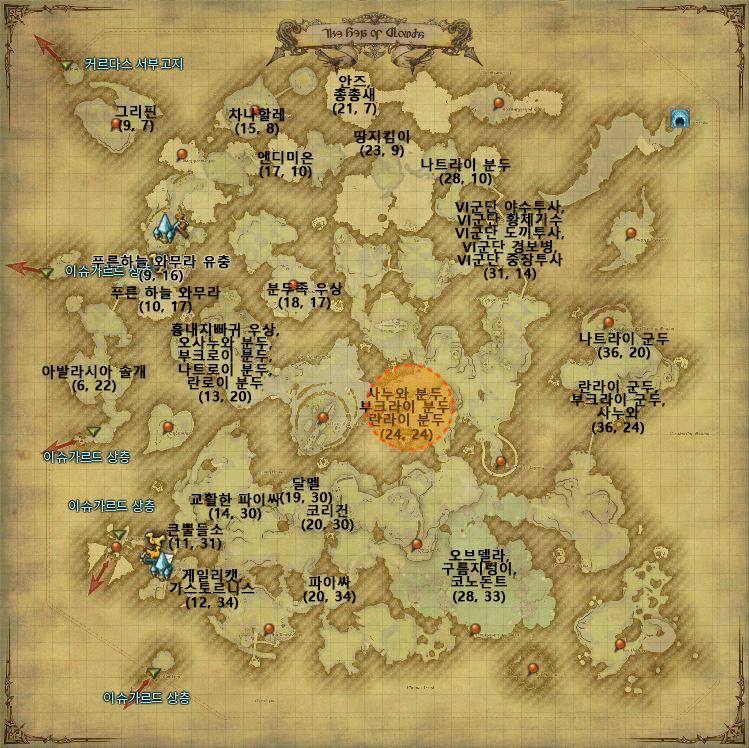 커르다스 서부고지
그리핀
(9, 7)
차나할레
(15, 8)
안즈,
총총새
(21, 7)
땅지킴이
(23, 9)
엔디미온
(17, 10)
나트라이 분두
(28, 10)
VI군단 야수투사,
VI군단 황제기수
VI군단 도끼투사,
VI군단 경보병,
VI군단 중장투사
(31, 14)
푸른하늘 와무라 유충
(9, 16)
이슈가르드 상층
푸른 하늘 와무라
(10, 17)
분두족 우상
(18, 17)
흉내지빠귀 우상,
오사누와 분두,
부크로이 분두,
나트로이 분두,
란로이 분두
(13, 20)
나트라이 군두
(36, 20)
아발라시아 솔개
(6, 22)
란라이 군두,
부크라이 군두,
사누와
(36, 24)
사누와 분두,
부크라이 분두,
란라이 분두
(24, 24)
이슈가르드 상층
달멜
(19, 30)
교활한 파이싸
(14, 30)
코리건
(20, 30)
이슈가르드 상층
큰뿔들소
(11, 31)
게일리캣,
가스토르니스
(12, 34)
파이싸
(20, 34)
오브델라,
구름지렁이,
코노돈트
(28, 33)
이슈가르드 상층